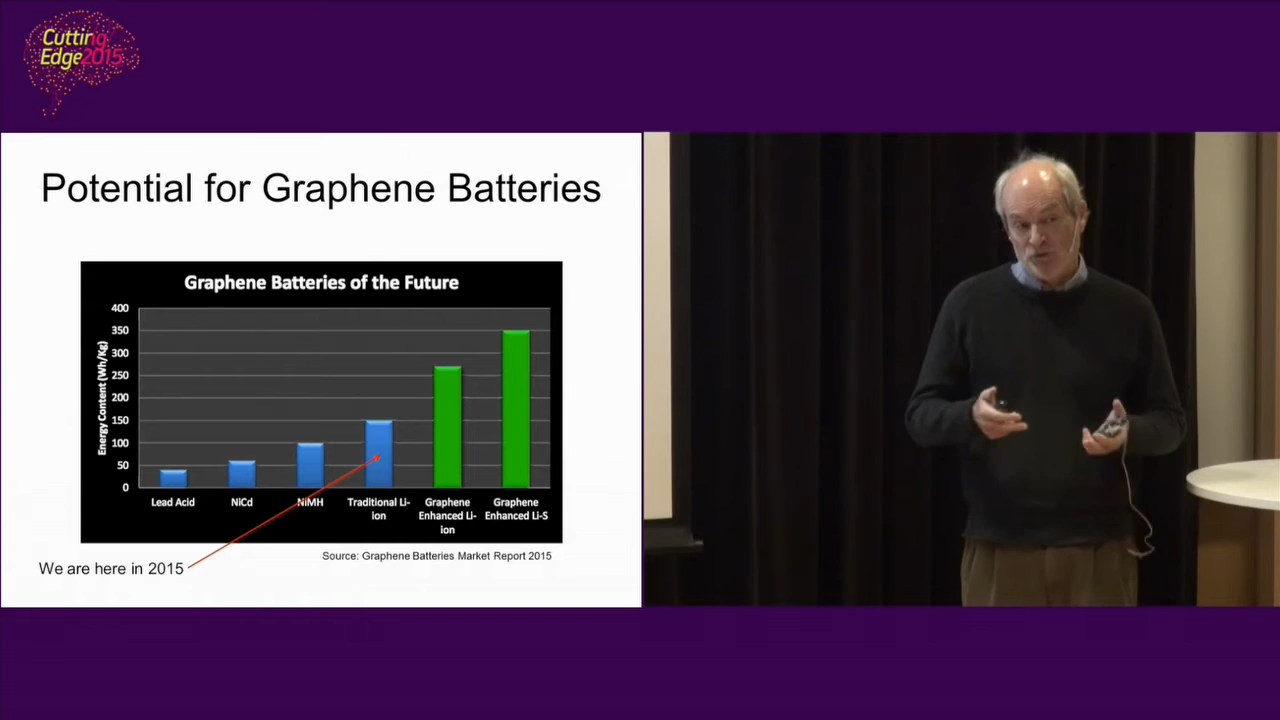 Cutting
Edge2015
Potential for Graphene Batteries
Graphene Batteries of the Future
Energy Content (Wh/Kg)
400
350
300
250
200
150
100
50
0
Lead Acid
NiCd
NiMH
Traditional Li-
ion
Graphene
Enhanced Li-
ion
Graphene
Enhanced Li-S
Source: Graphene Batteries Market Report 2015
We are here in 2015